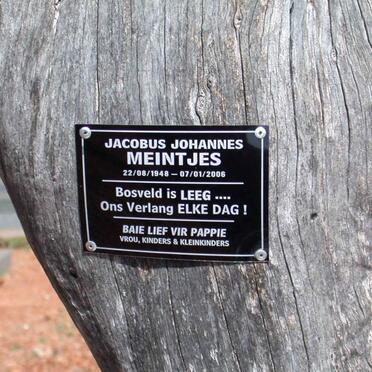 JACOBUS JOHANNES
MEINTJES
22/08/1948 — 07/01/2006
Bosveld is LEEG ....
Ons Verlang ELKE DAG !
BAIE LIEF VIR PAPPIE
VROU, KINDERS & KLEINKINDERS